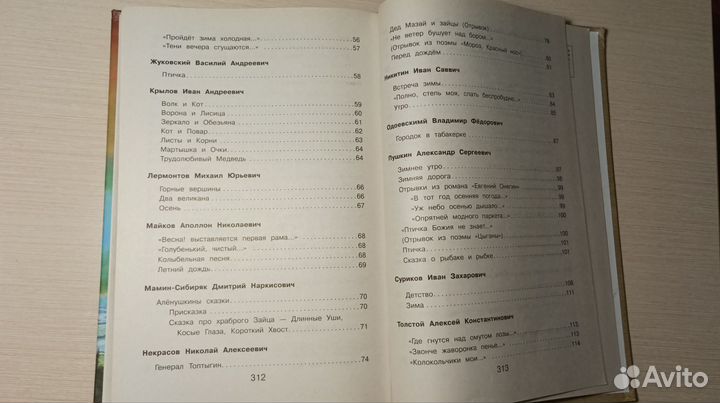 «Пройдёт зима холодная...» 56
«Тени вечера сгущаются...» 57
Жуковский Василий Андреевич
Птичка 58
Крылов Иван Андреевич
Волк и Кот 59
Ворона и Лисица 60
Зеркало и Обезьяна 61
Кот и Повар 62
Листы и Корни 63
Мартышка и Очки 64
Трудолюбивый Медведь 64
Лермонтов Михаил Юрьевич
Горные вершины 66
Два великана 66
Осень 67
Майков Аполлон Николаевич
«Весна! выставляется первая рама...» 68
«Голубенький, чистый...» 68
Колыбельная песня 68
Летний дождь 69
Мамин-Сибиряк Дмитрий Наркисович
Алёнушкины сказки 70
Присказка 70
Сказка про храброго Зайца — Длинные Уши,
Косые Глаза, Короткий Хвост 71
Некрасов Николай Алексеевич
Генерал Топтыгин 74
312
Дед Мазай и зайцы (Отрывок)
«Не ветер бушует над бором...»
(Отрывок из поэмы «Мороз, Красный нос»)
Перед дождём
Никитин Иван Саввич
Встреча зимы 83
«Полно, степь моя, спать беспробудно...» 84
Утро 85
Одоевскимй Владимир Фёдорович
Городок в табакерке 87
Пушкин Александр Сергеевич
Зимнее утро 97
Зимняя дорога 98
Отрывки из романа «Евгений Онегин» 99
«В тот год осенняя погода...» 99
«Уж небо осенью дышало...» 99
«Опрятней модного паркета...» 100
«Птичка Божия не знает...»
(Отрывок из поэмы «Цыганы») 100
Птичка 101
Сказка о рыбаке и рыбке 101
Суриков Иван Захарович
Детство 108
Зима 111
Толстой Алексей Константинович
«Где гнутся над омутом лозы...» 113
«Звонче жаворонка пенье...» 113
«Колокольчики мои...» 114
313
Avito